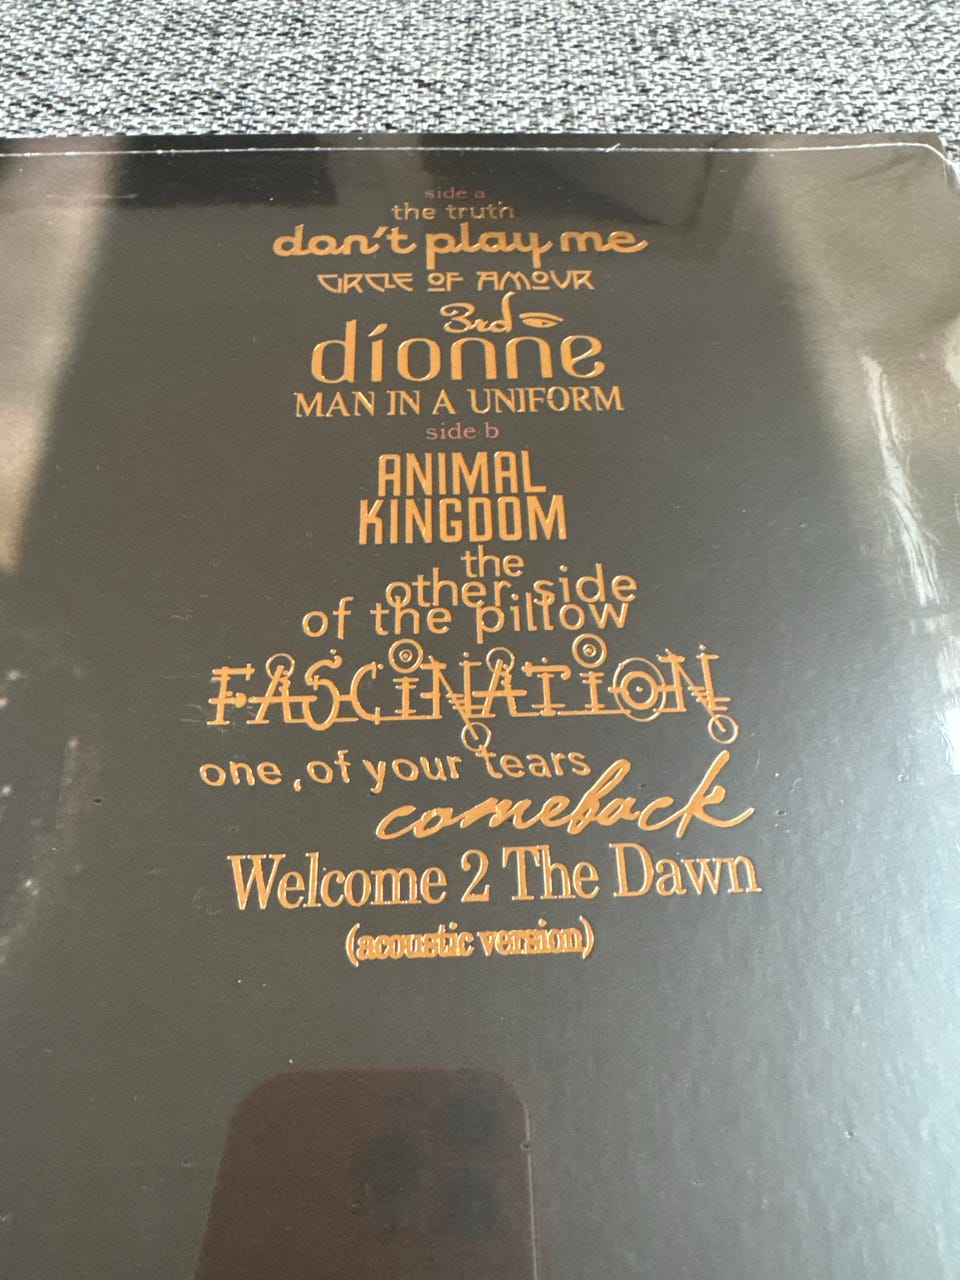 side a
the truth
don't play me
CIRCLE OF AMOUR
3rd
díonne
MAN IN A UNIFORM
side b
ANIMAL
KINGDOM
the
other side
of the pillow
FASCINATION
one of your tears
comeback
Welcome 2 The Dawn
(acoustic version)